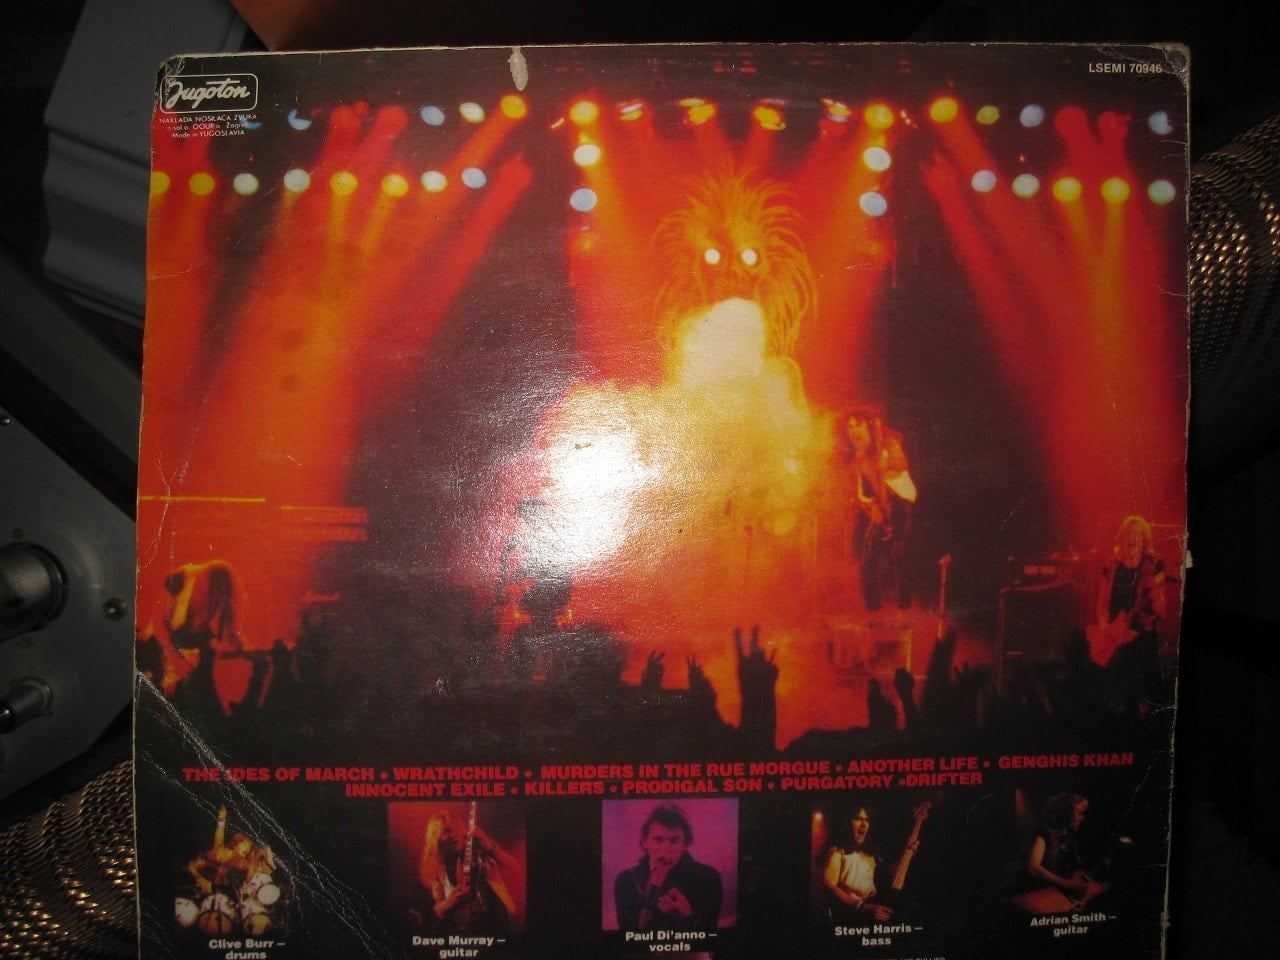 Jugoton
LSEMI 70946
NAKLADA NOSILACA ZVUKA
Made in YUGOSLAVIA
THE IDES OF MARCH • WRATHCHILD • MURDERS IN THE RUE MORGUE • ANOTHER LIFE • GENGHIS KHAN
INNOCENT EXILE • KILLERS • PRODIGAL SON • PURGATORY • DRIFTER
Clive Burr –
drums
Dave Murray –
guitar
Paul Di'anno –
vocals
Steve Harris –
bass
Adrian Smith –
guitar